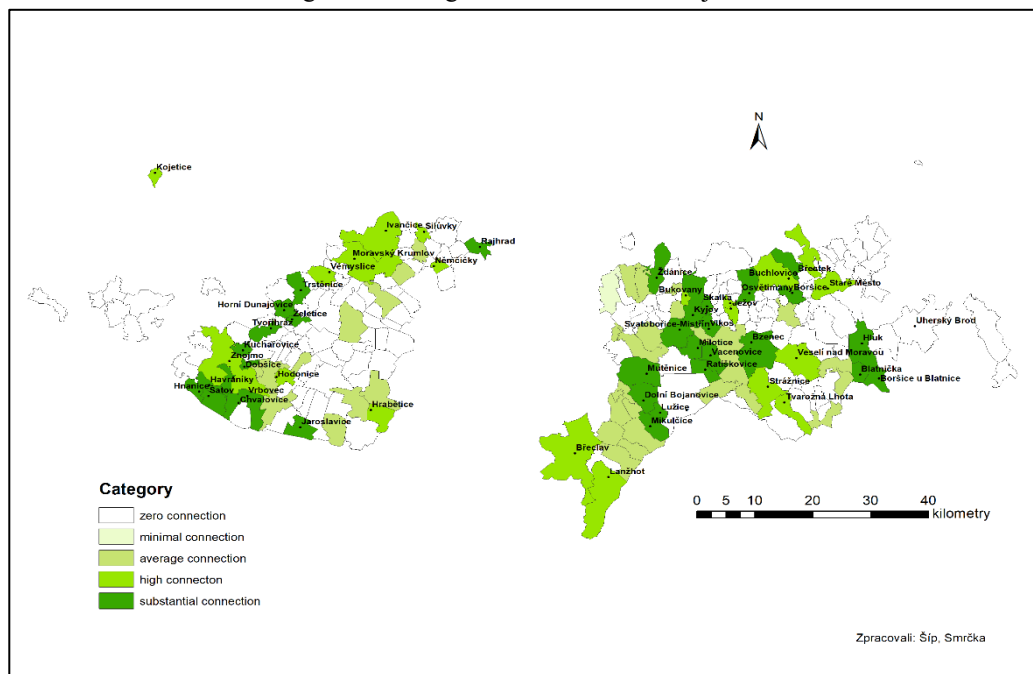 N
Kojetice
Ivančice
Silůvky
Rajhrad
Moravský Krumlov
Němčičky
Vémyslice
Trstěnice
Horní Dunajovice
Želetice
Tvořihráz
Kuchařovice
Znojmo
Dobšice
Hodonice
Havraníky
Hnanice
Šatov
Vrbovec
Chvalovice
Hrabětice
Jaroslavice
Ždánice
Bukovany
Skalka
Ježov
Kyjov
Svatobořice-Mistřín
Vlkoš
Buchlovice
Břestek
Osvětimany
Boršice
Staré Město
Uherský Brod
Milotice
Vacenovice
Bzenec
Hluk
Veselí nad Moravou
Ratíškovice
Mutěnice
Blatnička
Boršice u Blatnice
Strážnice
Tvarožná Lhota
Dolní Bojanovice
Lužice
Mikulčice
Břeclav
Lanžhot
Category
zero connection
minimal connection
average connection
high connecton
substantial connection
0 5 10 20 30 40
kilometry
Zpracovali: Šíp, Smrčka